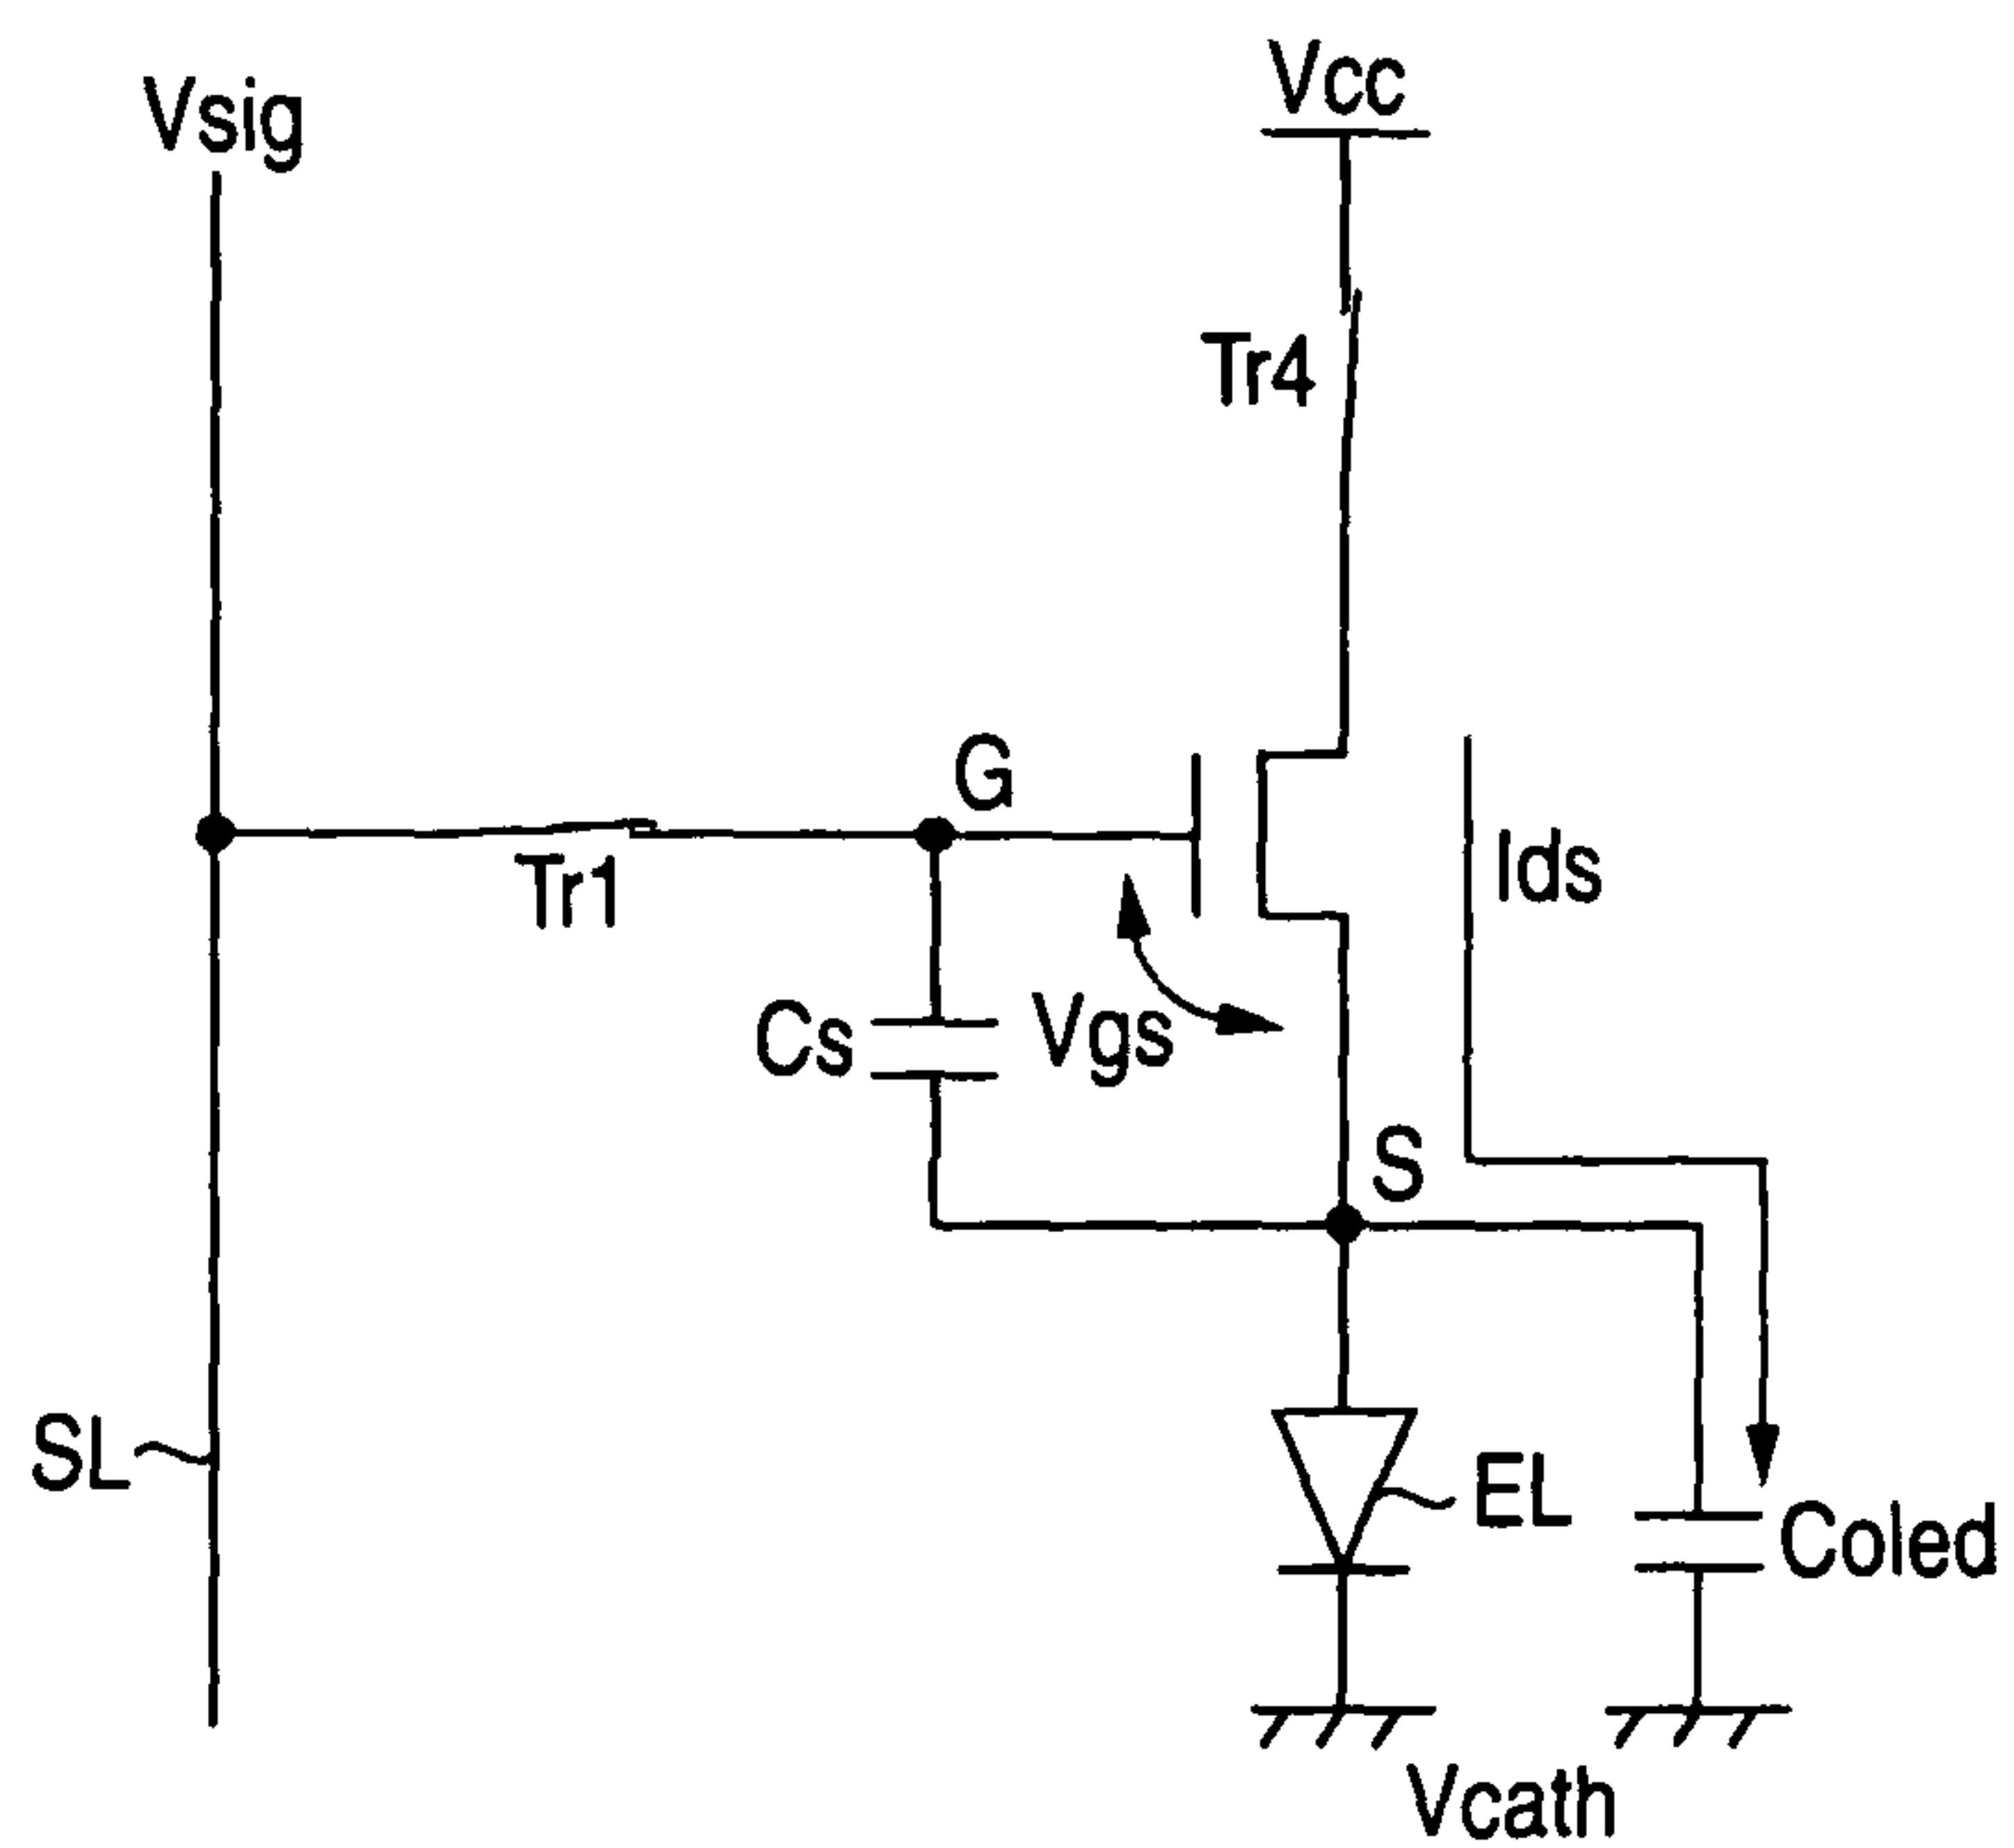 Vsig
Vcc
Tr4
G
Tr1
Ids
Cs
Vgs
S
SL
EL
Coled
Vcath